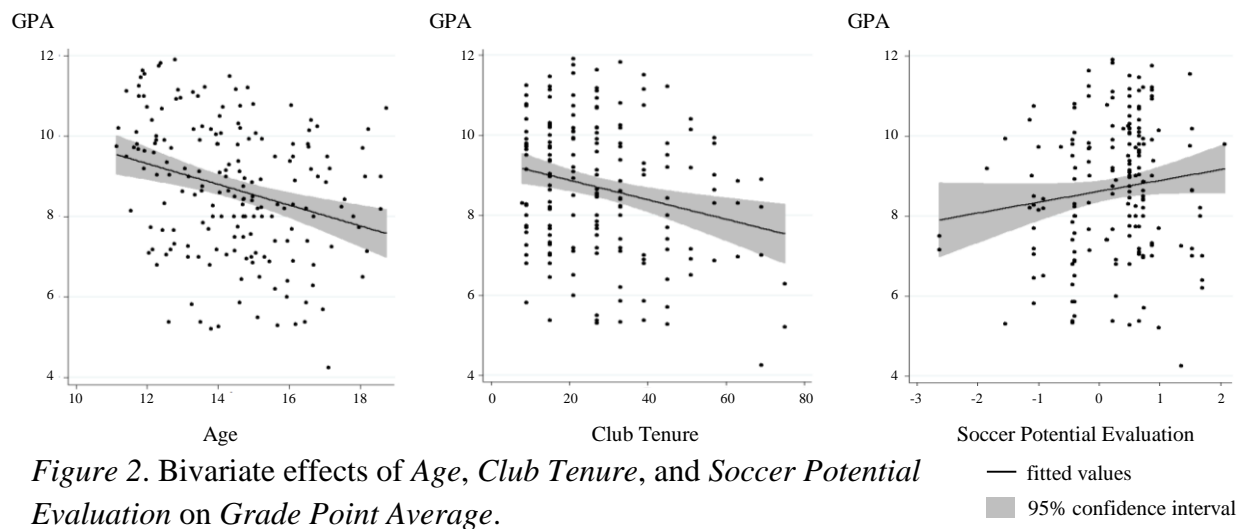 GPA GPA GPA
12 12 12
10 10 10
8 8 8
6 6 6
4 4 4
10 12 14 16 18 0 20 40 60 80 -3 -2 -1 0 1 2
Age Club Tenure Soccer Potential Evaluation
Figure 2. Bivariate effects of Age, Club Tenure, and Soccer Potential
Evaluation on Grade Point Average.
fitted values
95% confidence interval